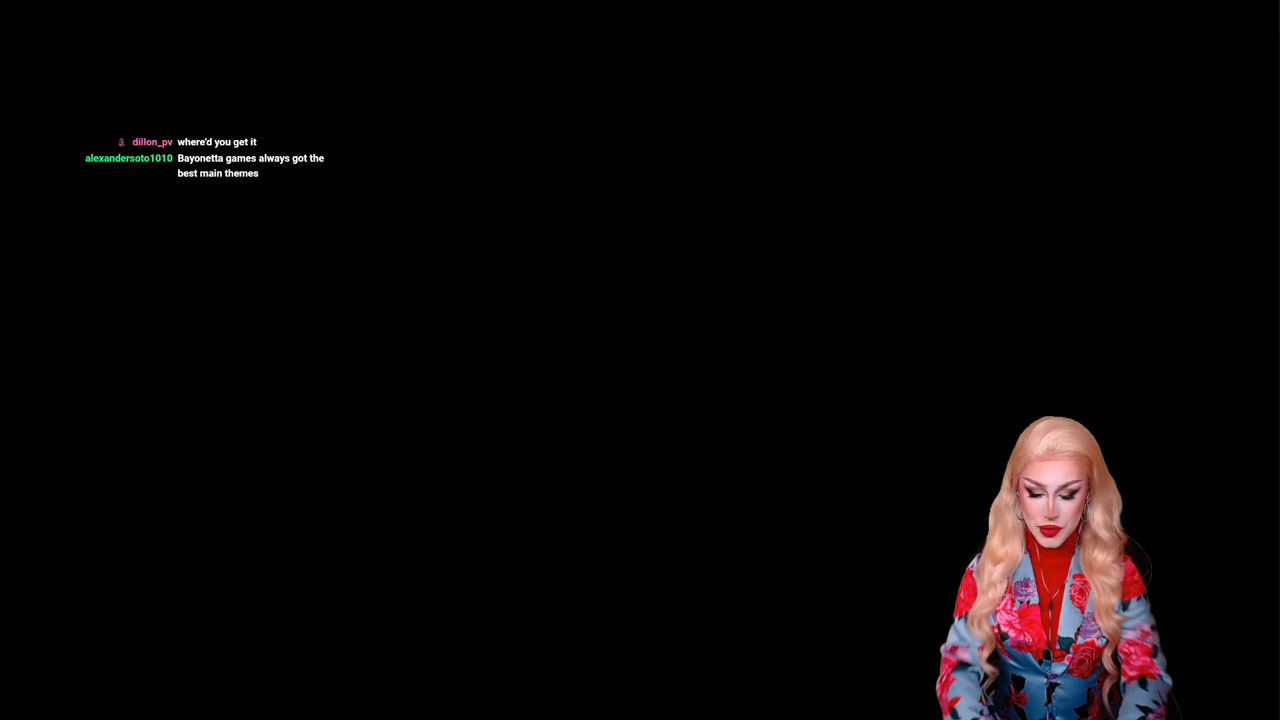 dillon_pv where'd you get it
alexandersoto1010 Bayonetta games always got the
best main themes